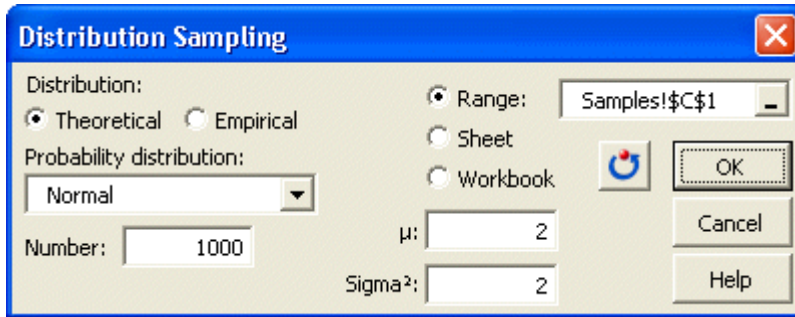 Distribution Sampling
Distribution:
Theoretical Empirical
Probability distribution:
Normal
Number: 1000
Range: Samples!$C$1
Sheet
Workbook
µ: 2
Sigma²: 2
OK
Cancel
Help